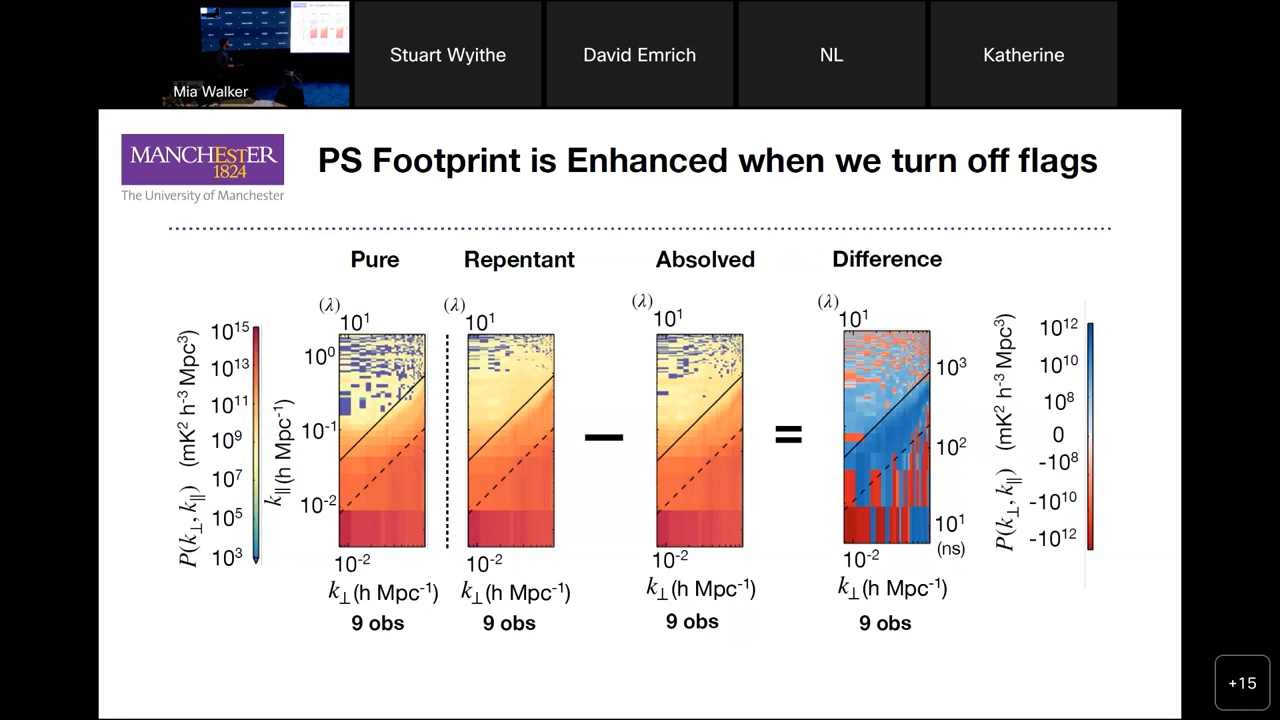 Mia Walker
Stuart Wyithe
David Emrich
NL
Katherine
MANCHESTER
1824
The University of Manchester
PS Footprint is Enhanced when we turn off flags
Pure
Repentant
Absolved
Difference
(λ)
(λ)
(λ)
(λ)
10¹
10¹
10¹
10¹
P(k⊥, k∥) (mK² h⁻³ Mpc³)
10¹⁵
10¹³
10¹¹
10⁹
10⁷
10⁵
10³
k∥(h Mpc⁻¹)
10⁰
10⁻¹
10⁻²
—
=
10³
10²
10¹
(ns)
P(k⊥, k∥) (mK² h⁻³ Mpc³)
10¹²
10¹⁰
10⁸
0
-10⁸
-10¹⁰
-10¹²
10⁻²
10⁻²
10⁻²
10⁻²
k⊥(h Mpc⁻¹)
k⊥(h Mpc⁻¹)
k⊥(h Mpc⁻¹)
k⊥(h Mpc⁻¹)
9 obs
9 obs
9 obs
9 obs
+15